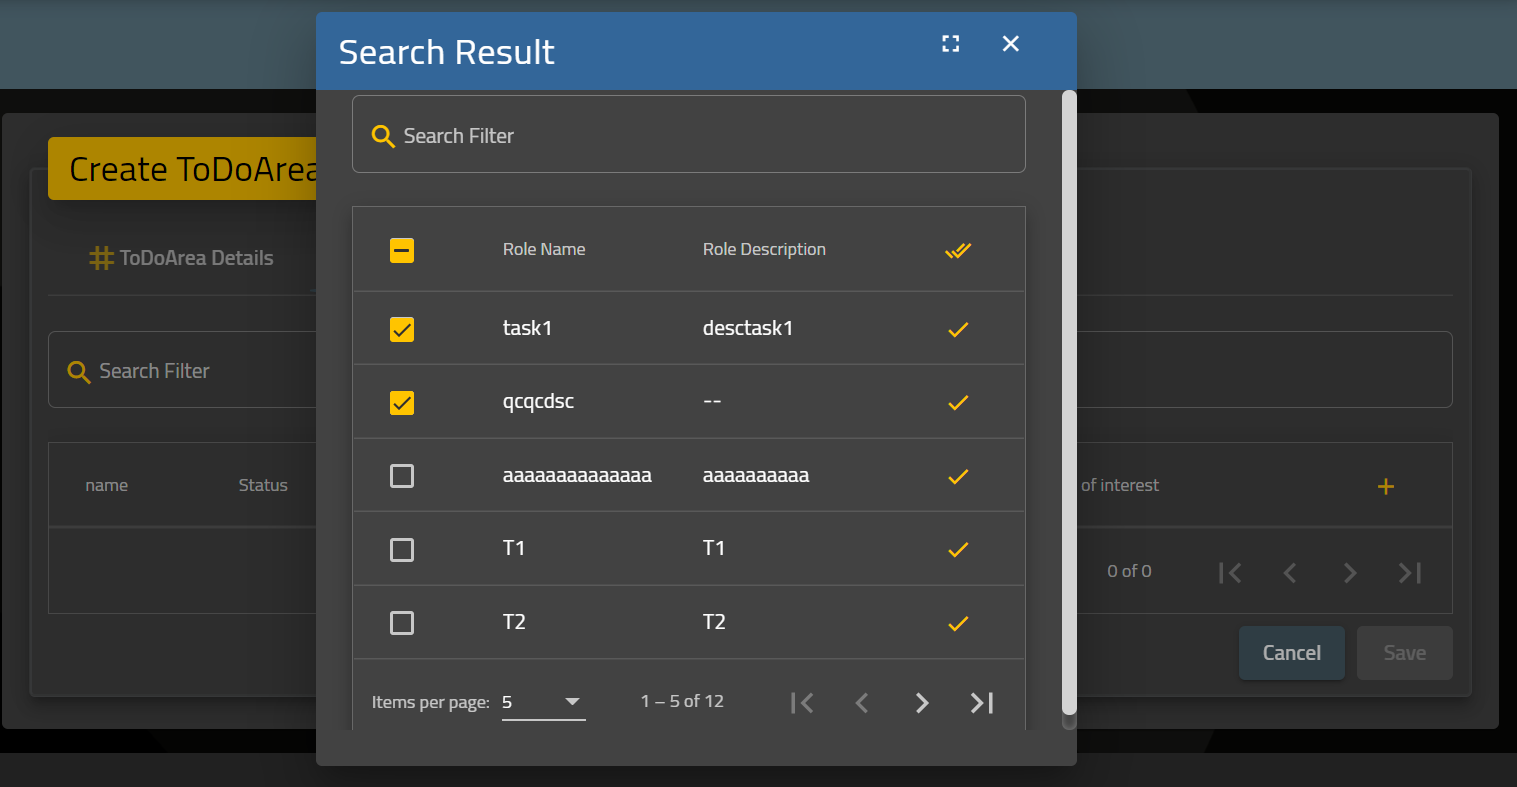 Search Result
Search Filter
Create ToDoArea
ToDoArea Details
Role Name Role Description
task1 desctask1
qcqcdsc --
Search Filter
aaaaaaaaaaaaaa aaaaaaaaaa
name Status of interest
T1 T1
0 of 0
T2 T2
Cancel Save
Items per page: 5 1 – 5 of 12